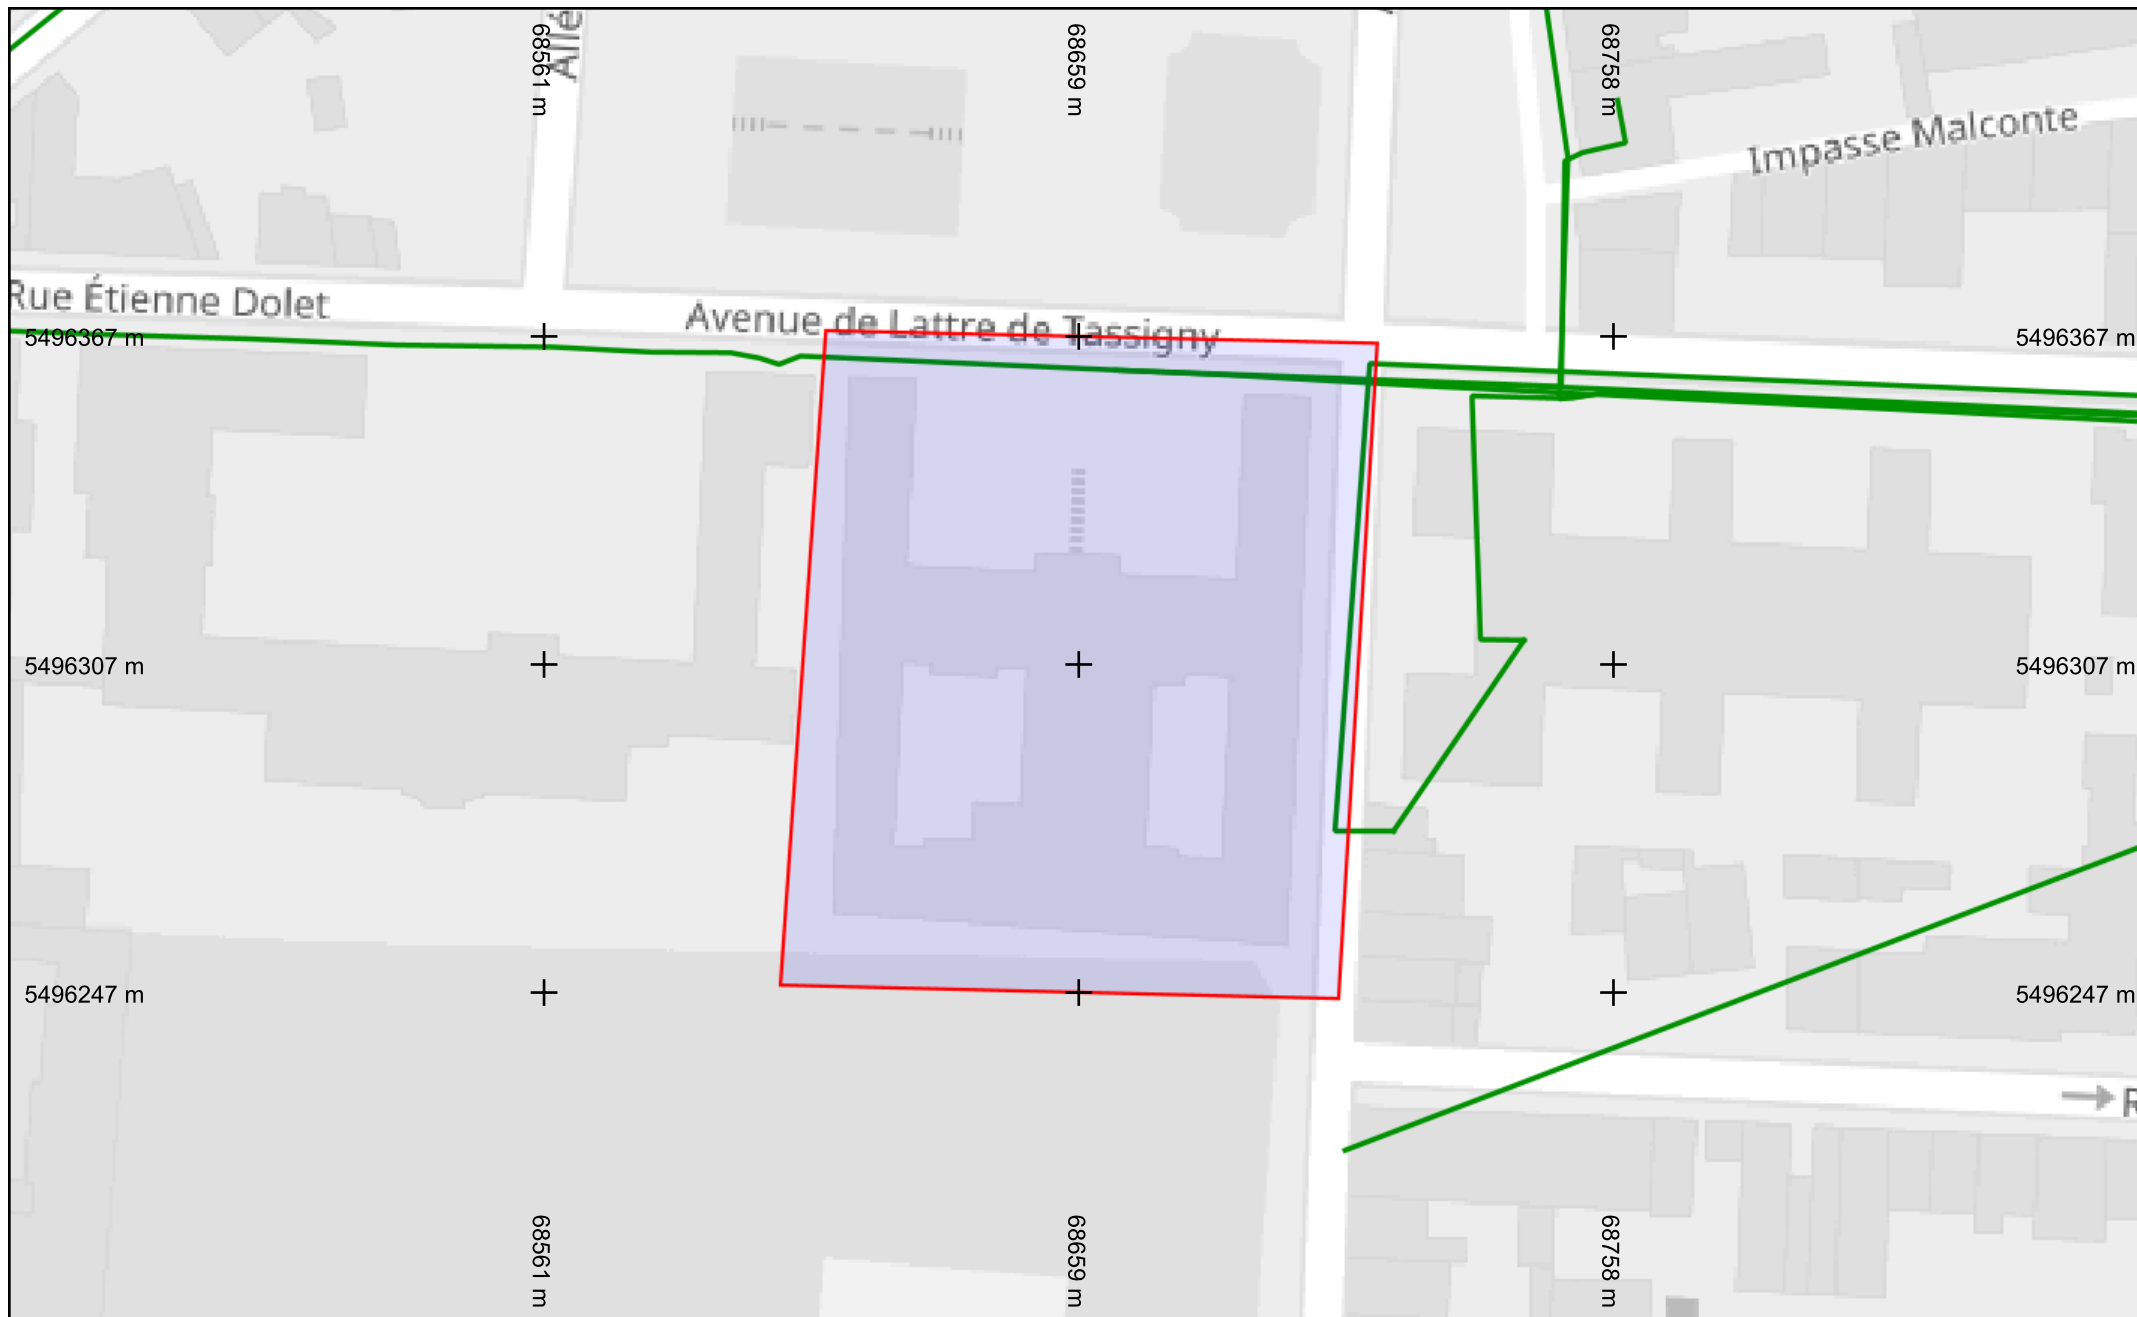 Allé
68561 m
68659 m
68758 m
Impasse Malconte
Rue Étienne Dolet
Avenue de Lattre de Tassigny
5496367 m
5496367 m
5496307 m
5496307 m
5496247 m
5496247 m
R
68561 m
68659 m
68758 m